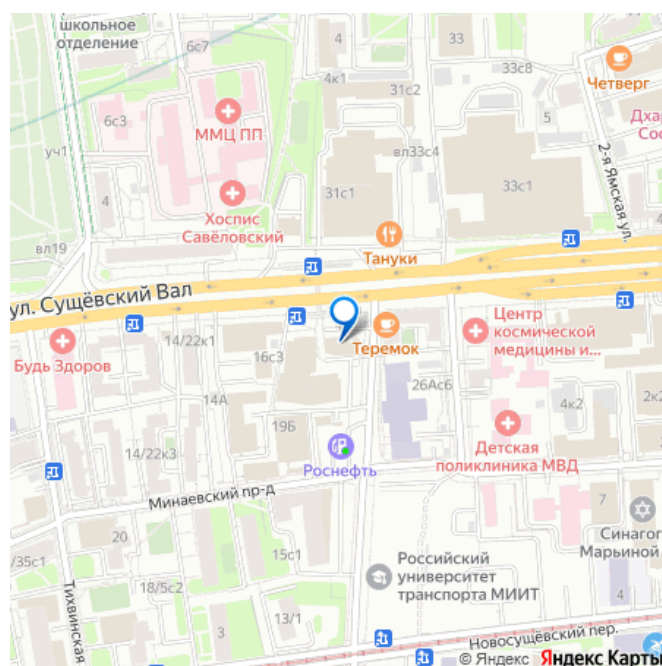 школьное
отделение
6с7
4
33
4к1
31с2
33с8
Четверг
6с3
ММЦ ПП
5
вл33с4
уч1
2-я Ямская ул.
4
31с1
33с1
Хоспис
Савёловский
вл19
Тануки
ул. Сущёвский Вал
Центр
космической
медицины и...
Теремок
14/22к1
16с3
Будь Здоров
26Ас6
14А
4к2
19Б
14/22к3
Детская
поликлиника МВД
Роснефть
Минаевский пр-д
7
20
Марьиной
15с1
/35с1
Российский
университет
транспорта МИИТ
Тихвинская
18/5с2
4
3
13/1
Новосущёвский пер.
© Яндекс Яндекс Карты